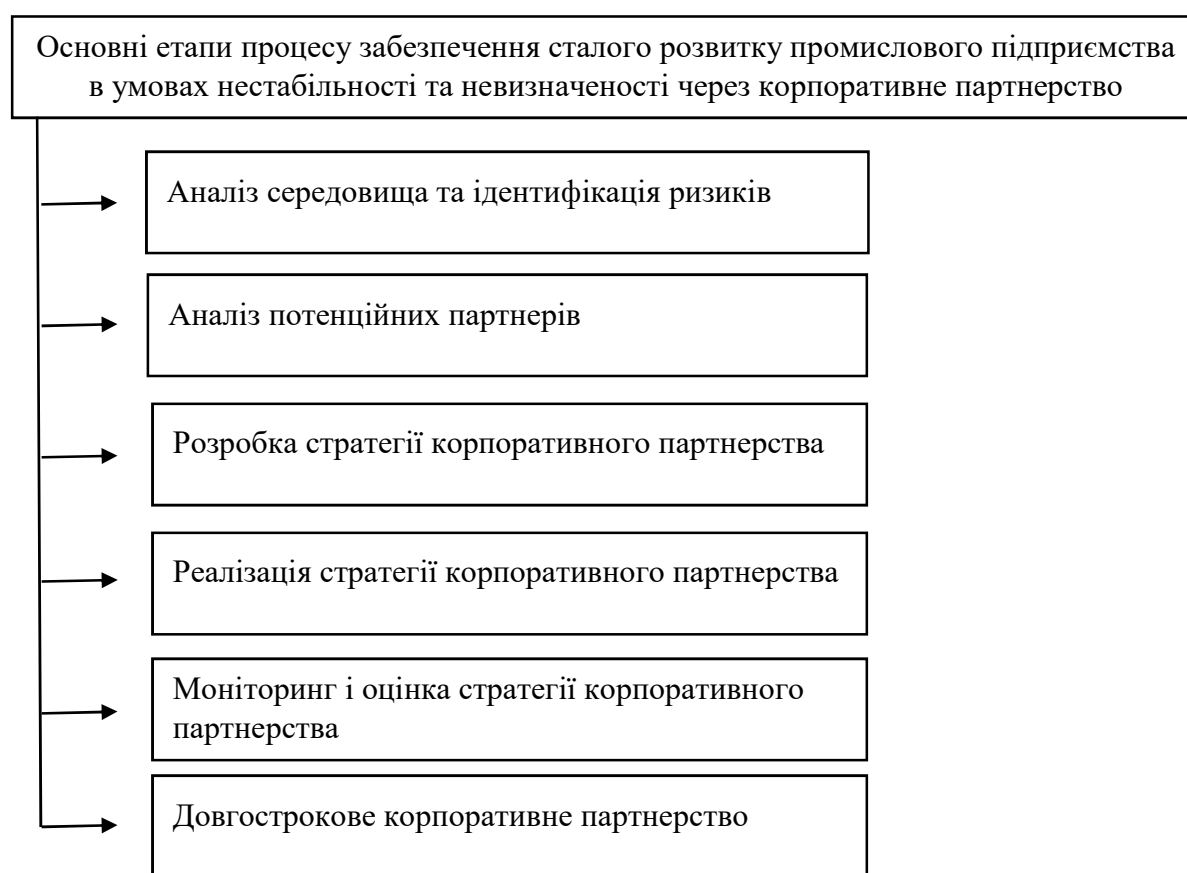 Основні етапи процесу забезпечення сталого розвитку промислового підприємства
в умовах нестабільності та невизначеності через корпоративне партнерство
Аналіз середовища та ідентифікація ризиків
Аналіз потенційних партнерів
Розробка стратегії корпоративного партнерства
Реалізація стратегії корпоративного партнерства
Моніторинг і оцінка стратегії корпоративного
партнерства
Довгострокове корпоративне партнерство